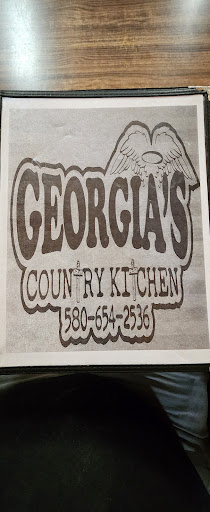 GEORGIA'S
COUNTRY KITCHEN
580-654-2536